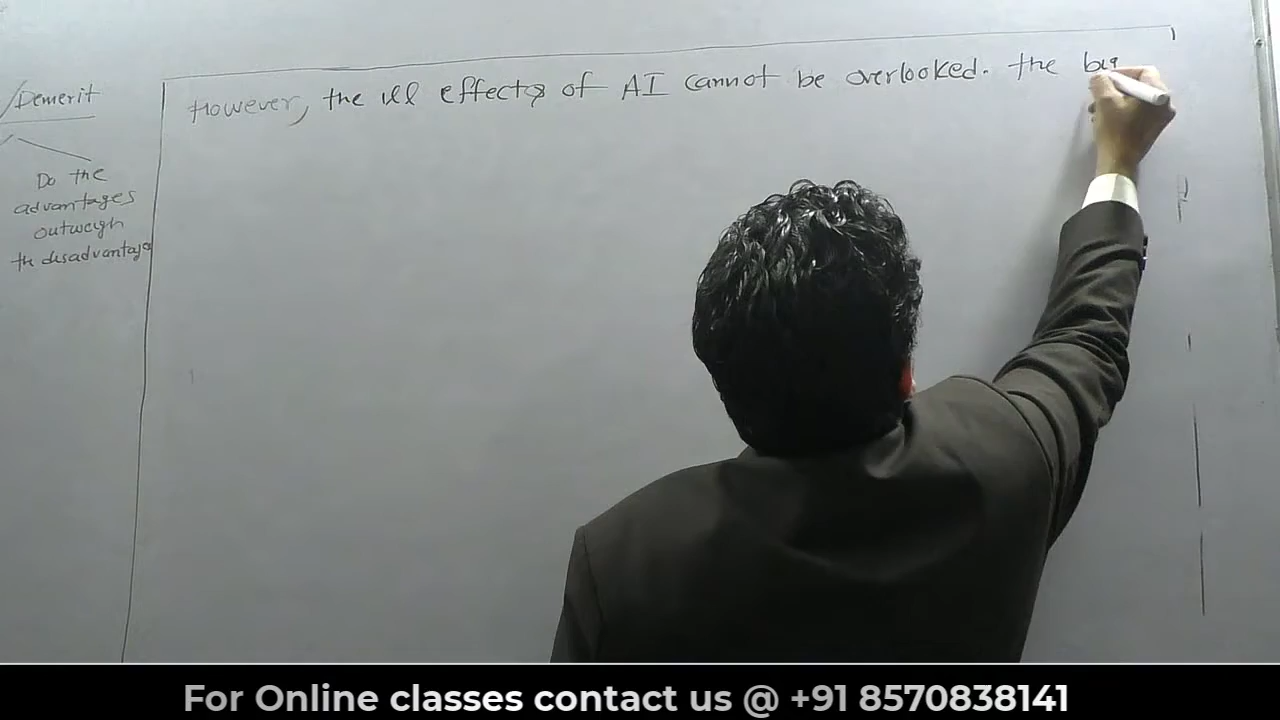 However, the ill effects of AI cannot be overlooked. the
/Demerit
Do the
advantages
outweigh
the disadvantages
For Online classes contact us @ +91 8570838141